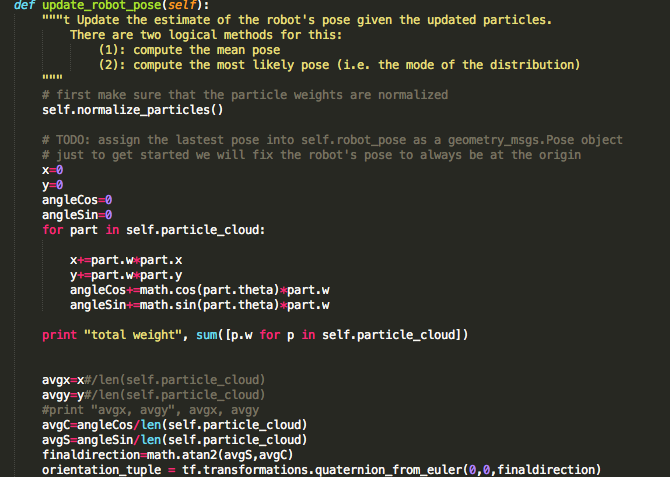 def update_robot_pose(self):
    """t Update the estimate of the robot's pose given the updated particles.
        There are two logical methods for this:
            (1): compute the mean pose
            (2): compute the most likely pose (i.e. the mode of the distribution)
    """
    # first make sure that the particle weights are normalized
    self.normalize_particles()
    # TODO: assign the lastest pose into self.robot_pose as a geometry_msgs.Pose object
    # just to get started we will fix the robot's pose to always be at the origin
    x=0
    y=0
    angleCos=0
    angleSin=0
    for part in self.particle_cloud:
        x+=part.w*part.x
        y+=part.w*part.y
        angleCos+=math.cos(part.theta)*part.w
        angleSin+=math.sin(part.theta)*part.w
    print "total weight", sum([p.w for p in self.particle_cloud])
    avgx=x#/len(self.particle_cloud)
    avgy=y#/len(self.particle_cloud)
    #print "avgx, avgy", avgx, avgy
    avgC=angleCos/len(self.particle_cloud)
    avgS=angleSin/len(self.particle_cloud)
    finaldirection=math.atan2(avgS,avgC)
    orientation_tuple = tf.transformations.quaternion_from_euler(0,0,finaldirection)